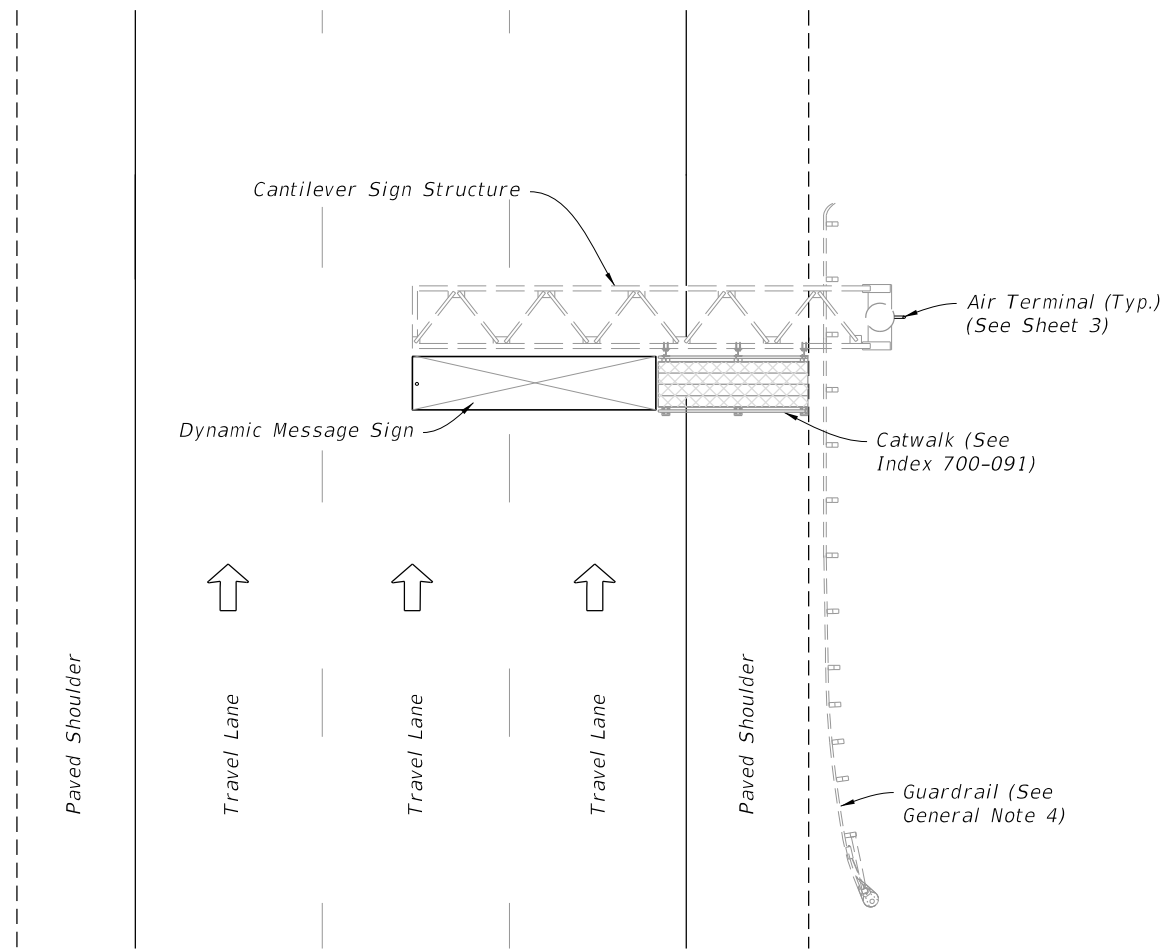 Cantilever Sign Structure
Air Terminal (Typ.)
(See Sheet 3)
Dynamic Message Sign
Catwalk (See
Index 700-091)
Paved Shoulder
Travel Lane
Travel Lane
Travel Lane
Paved Shoulder
Guardrail (See
General Note 4)